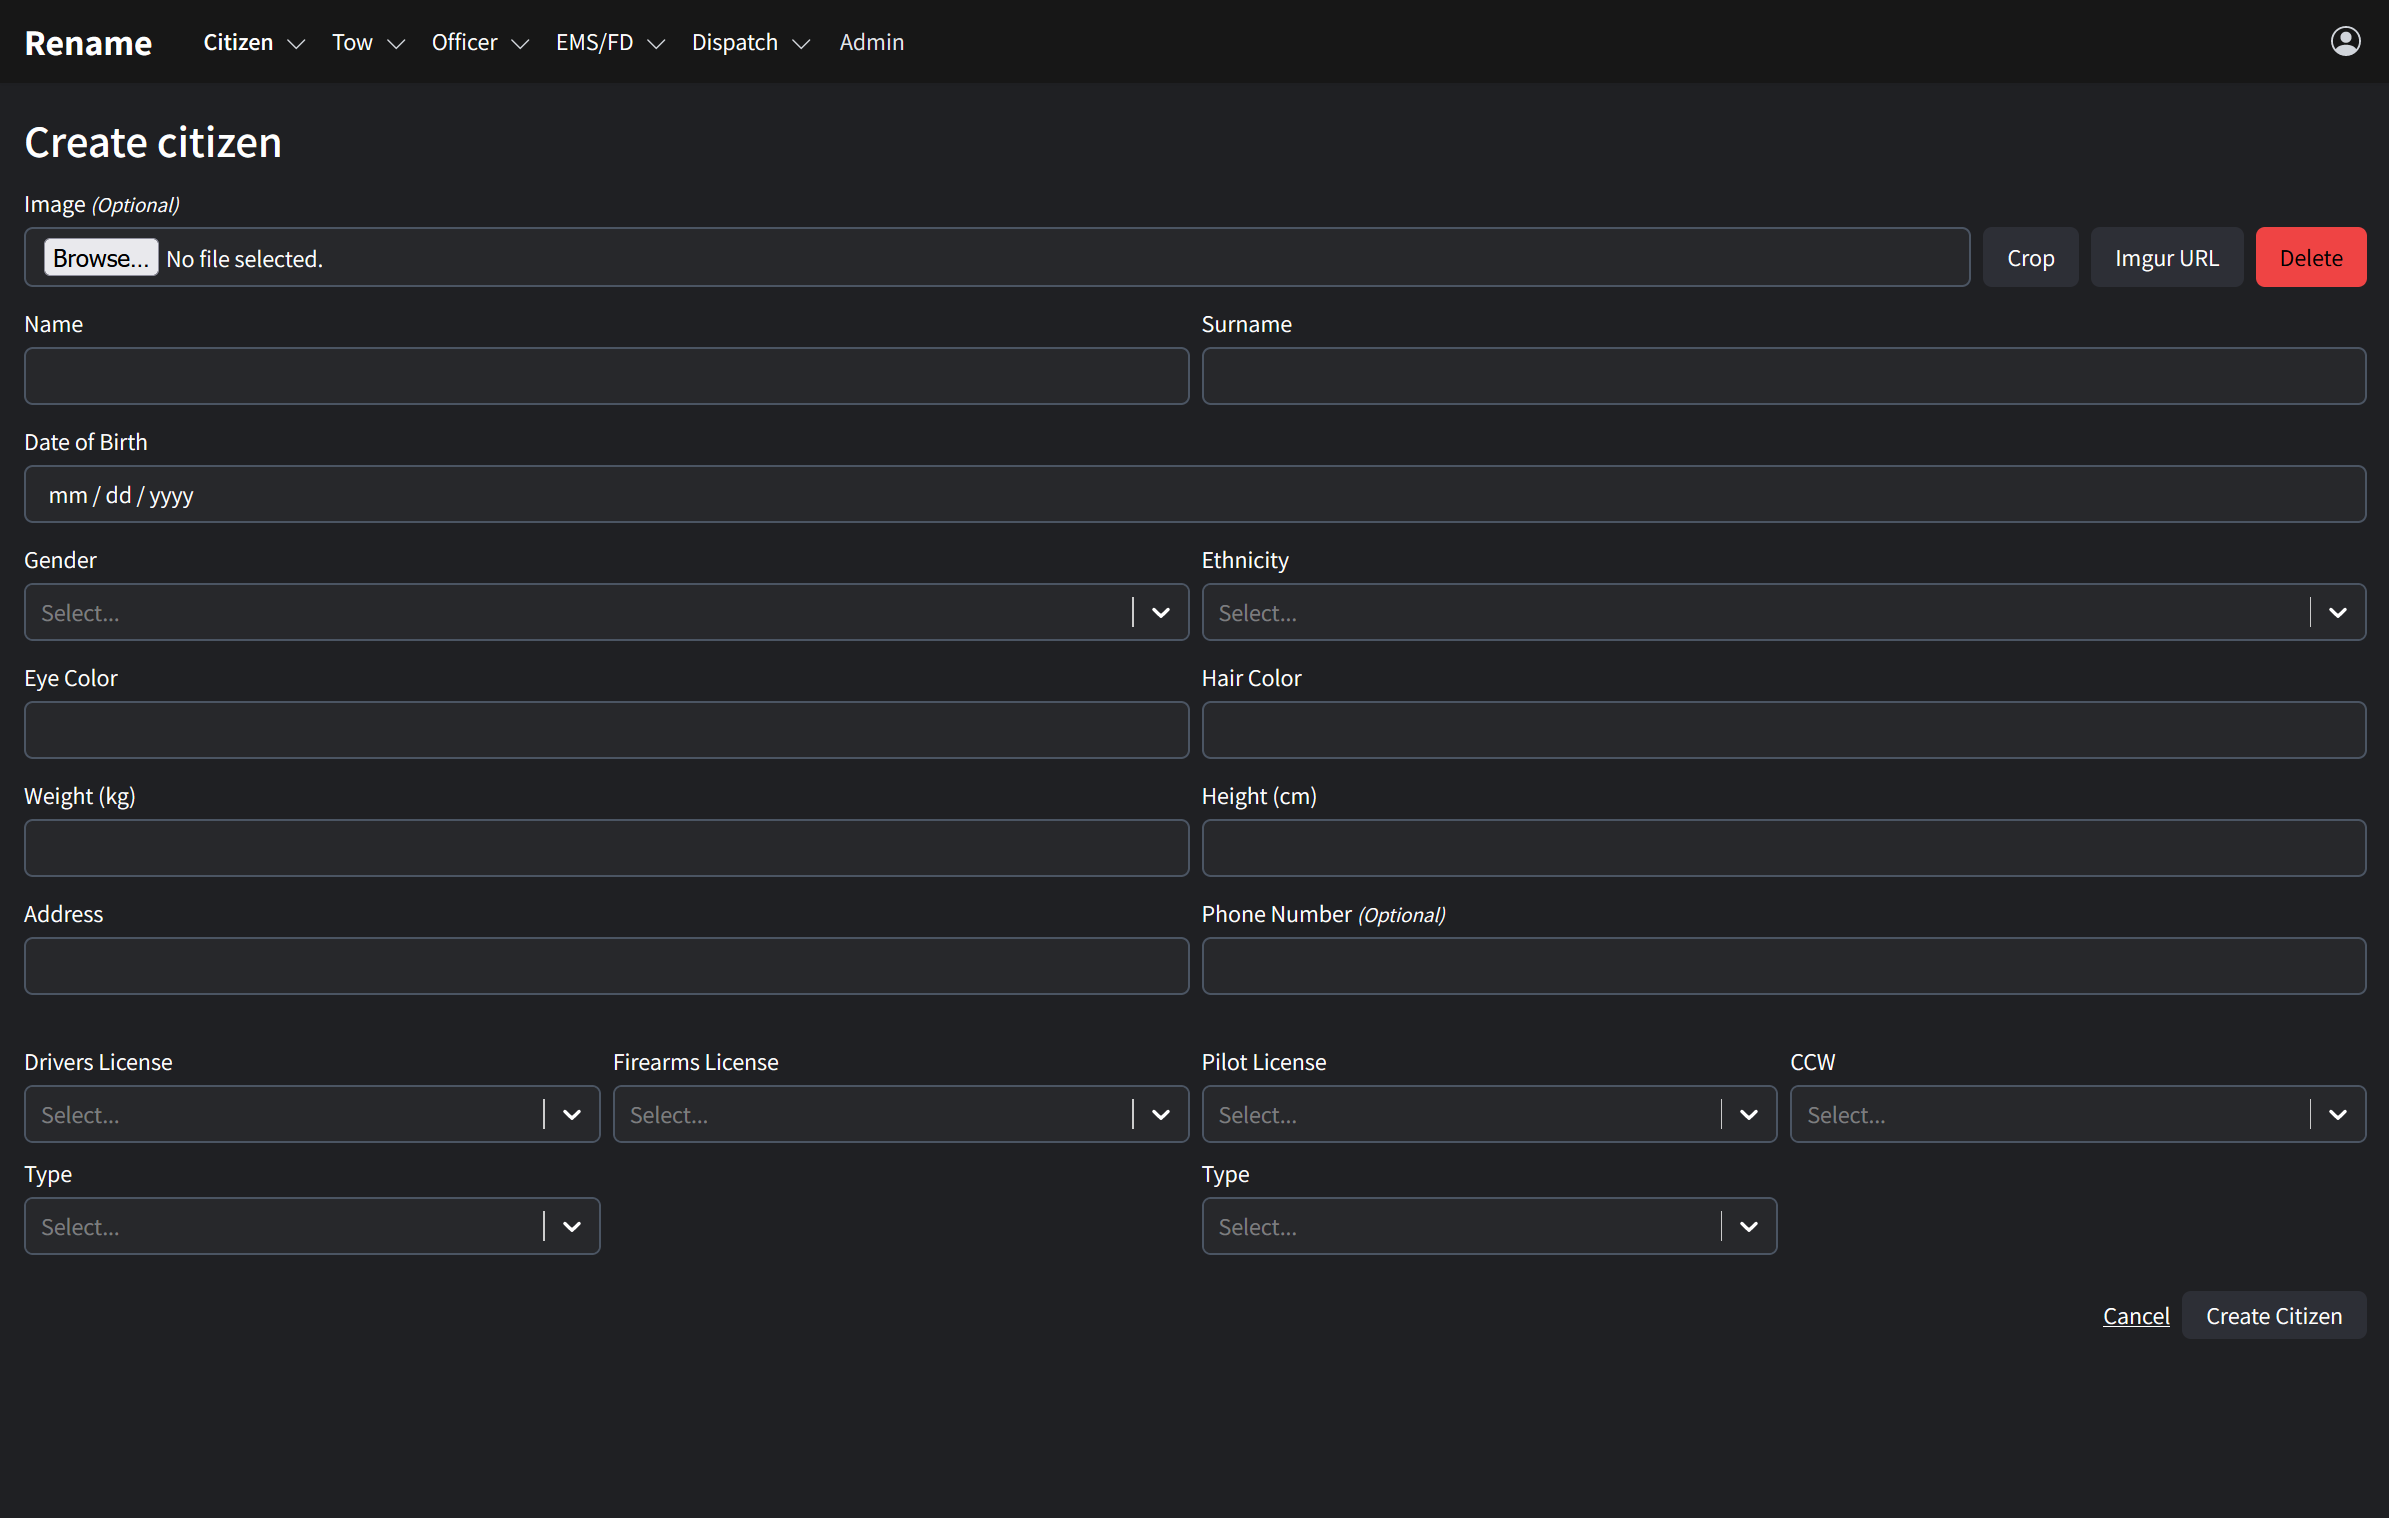 Rename Citizen Tow Officer EMS/FD Dispatch Admin
Create citizen
Image (Optional)
Browse... No file selected. Crop Imgur URL Delete
Name Surname
Date of Birth
mm / dd / yyyy
Gender Ethnicity
Select... Select...
Eye Color Hair Color
Weight (kg) Height (cm)
Address Phone Number (Optional)
Drivers License Firearms License Pilot License CCW
Select... Select... Select... Select...
Type Type
Select... Select...
Cancel Create Citizen